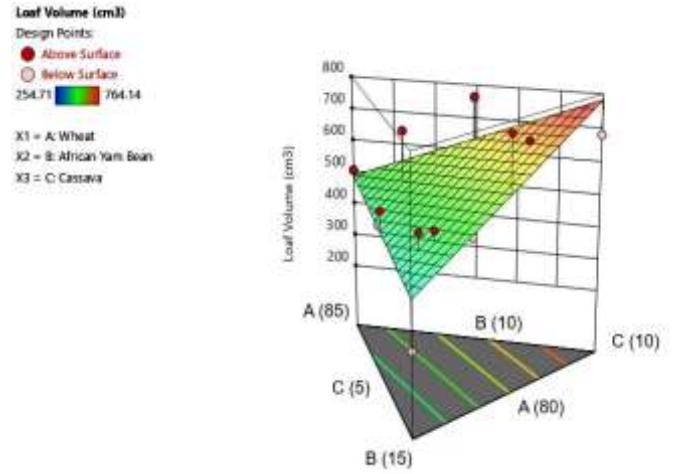 Loaf Volume (cm3)
Design Points:
Above Surface
Below Surface
254.71 764.14
X1 = A: Wheat
X2 = B: African Yam Bean
X3 = C: Cassava
800
700
600
500
400
300
200
Loaf Volume (cm3)
A (85)
B (10)
C (10)
C (5)
A (80)
B (15)